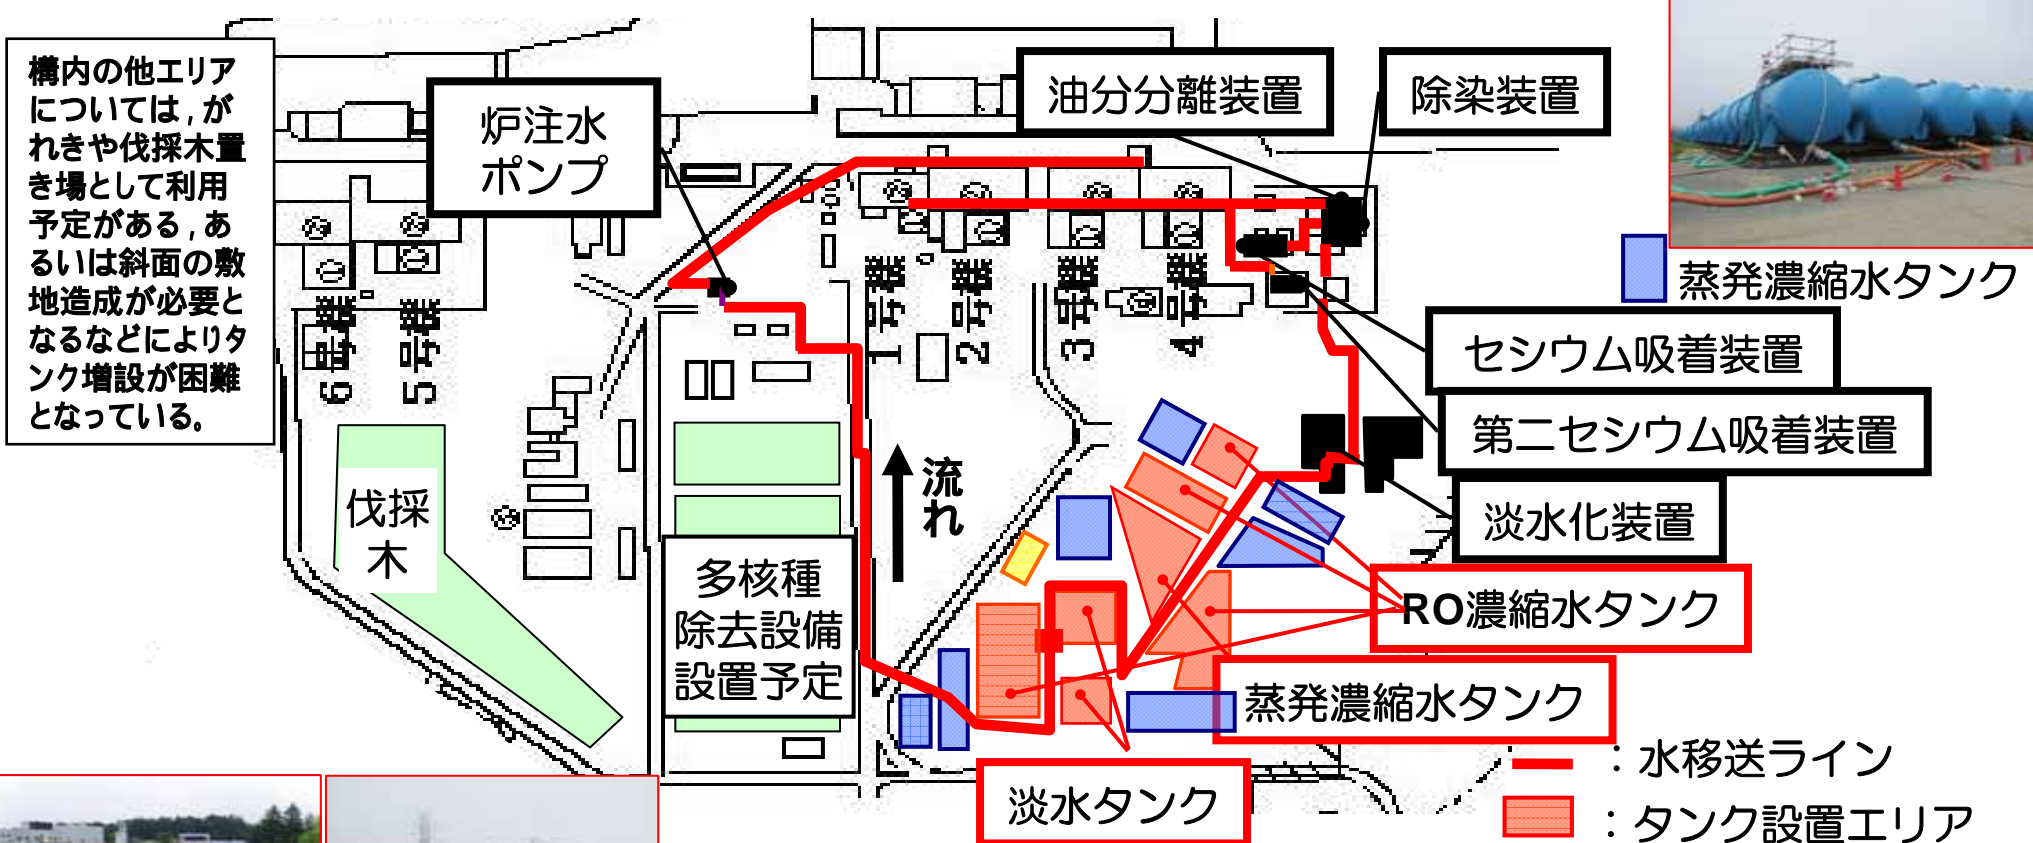 構内の他エリア
については，が
れきや伐採木置
き場として利用
予定がある，あ
るいは斜面の敷
地造成が必要と
なるなどによりタ
ンク増設が困難
となっている。
炉注水
ポンプ
油分分離装置
除染装置
蒸発濃縮水タンク
セシウム吸着装置
第二セシウム吸着装置
淡水化装置
RO濃縮水タンク
蒸発濃縮水タンク
淡水タンク
：水移送ライン
：タンク設置エリア
6号機
5号機
1号機
2号機
3号機
4号機
流れ
伐採
木
多核種
除去設備
設置予定